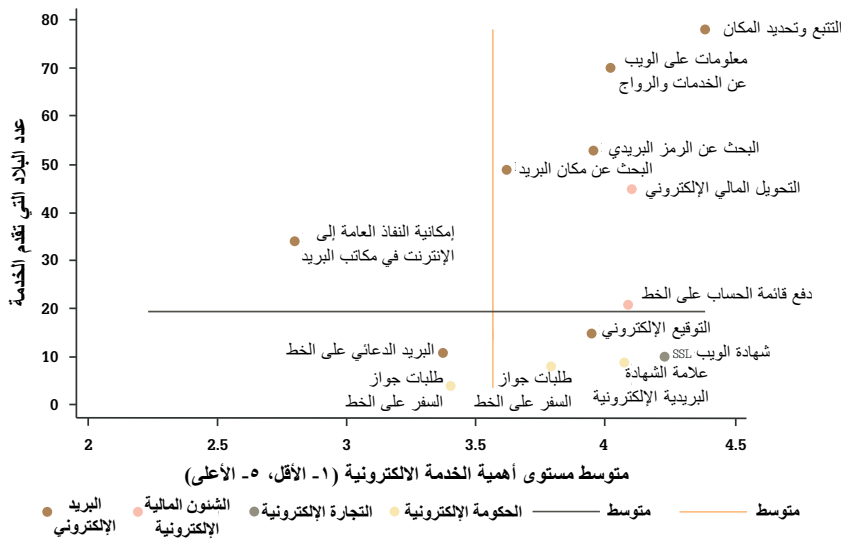 عدد البلاد التي تقدم الخدمة
80
70
60
50
40
30
20
10
0
التتبع وتحديد المكان
معلومات على الويب
عن الخدمات والرواج
البحث عن الرمز البريدي
البحث عن مكان البريد
التحويل المالي الإلكتروني
إمكانية النفاذ العامة إلى
الإنترنت في مكاتب البريد
دفع قائمة الحساب على الخط
التوقيع الإلكتروني
البريد الدعائي على الخط
شهادة الويب SSL
علامة الشهادة
البريدية الإلكترونية
طلبات جواز
السفر على الخط
طلبات جواز
السفر على الخط
2
3
3.5
4
4.5
متوسط مستوى أهمية الخدمة الالكترونية (١- الأقل، ٥- الأعلى)
البريد
الإلكتروني
الشئون المالية
الإلكترونية
التجارة الإلكترونية
الحكومة الإلكترونية
متوسط
متوسط